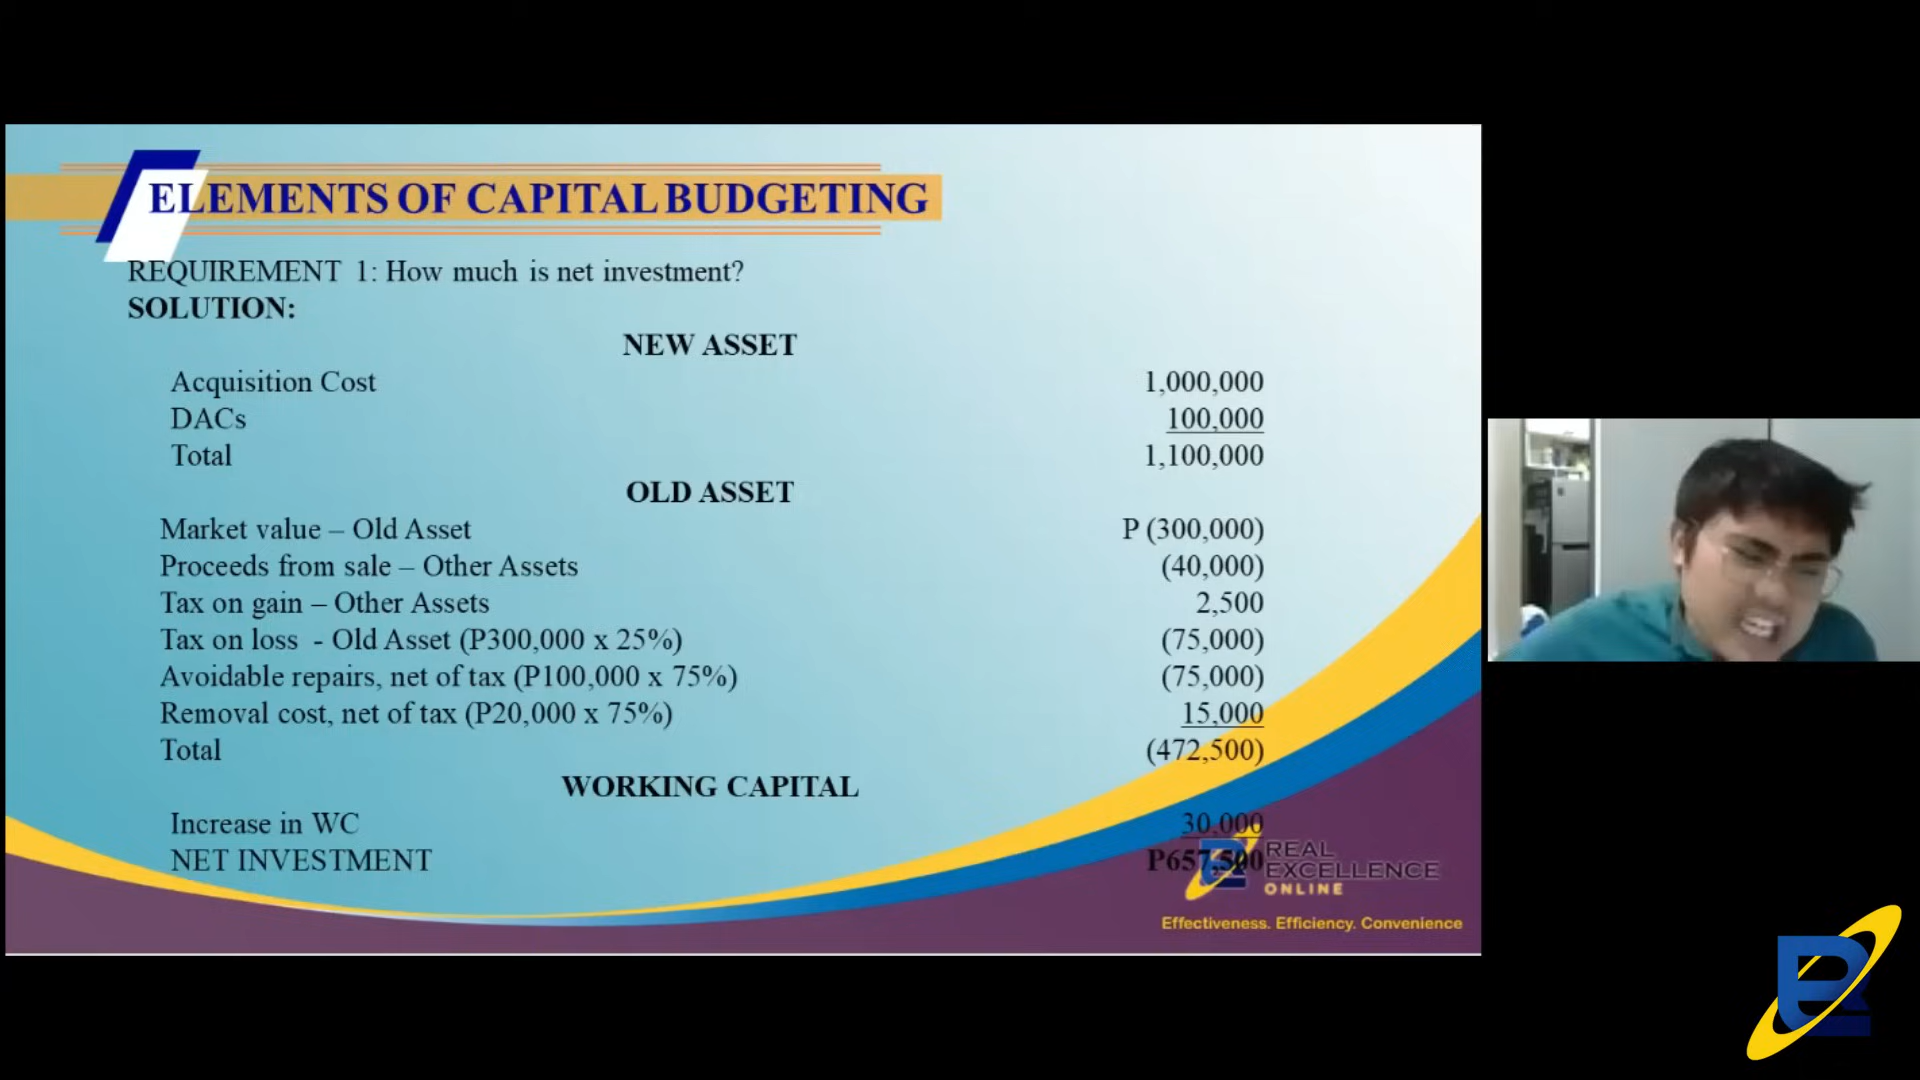 ELEMENTS OF CAPITAL BUDGETING
REQUIREMENT 1: How much is net investment?
SOLUTION:
NEW ASSET
Acquisition Cost 1,000,000
DACs 100,000
Total 1,100,000
OLD ASSET
Market value – Old Asset P (300,000)
Proceeds from sale – Other Assets (40,000)
Tax on gain – Other Assets 2,500
Tax on loss - Old Asset (P300,000 x 25%) (75,000)
Avoidable repairs, net of tax (P100,000 x 75%) (75,000)
Removal cost, net of tax (P20,000 x 75%) 15,000
Total (472,500)
WORKING CAPITAL
Increase in WC 30,000
NET INVESTMENT P657,500
REAL
EXCELLENCE
ONLINE
Effectiveness. Efficiency. Convenience